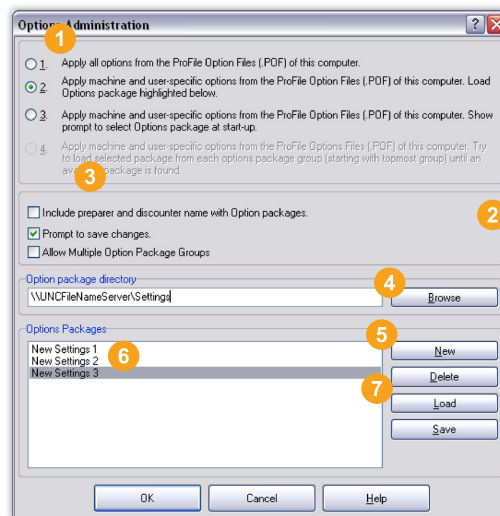 Options Administration
?
1
1. Apply all options from the ProFile Option Files (.POF) of this computer.
2. Apply machine and user-specific options from the ProFile Option Files (.POF) of this computer. Load
Options package highlighted below.
3. Apply machine and user-specific options from the ProFile Option Files (.POF) of this computer. Show
prompt to select Options package at start-up.
4 Apply machine and user-specific options from the ProFile Options Files (.POF) of this computer. Try
to load selected package from each options package group (starting with topmost group) until an
package is found.
3
2
Include preparer and discounter name with Option packages.
Prompt to save changes.
Allow Multiple Option Package Groups
Option package directory
4
\\UNCFileNameServer\Settings
Browse
Options Packages
5
New Settings 1
New Settings 2
New Settings 3
6
New
Delete
7
Load
Save
OK
Cancel
Help